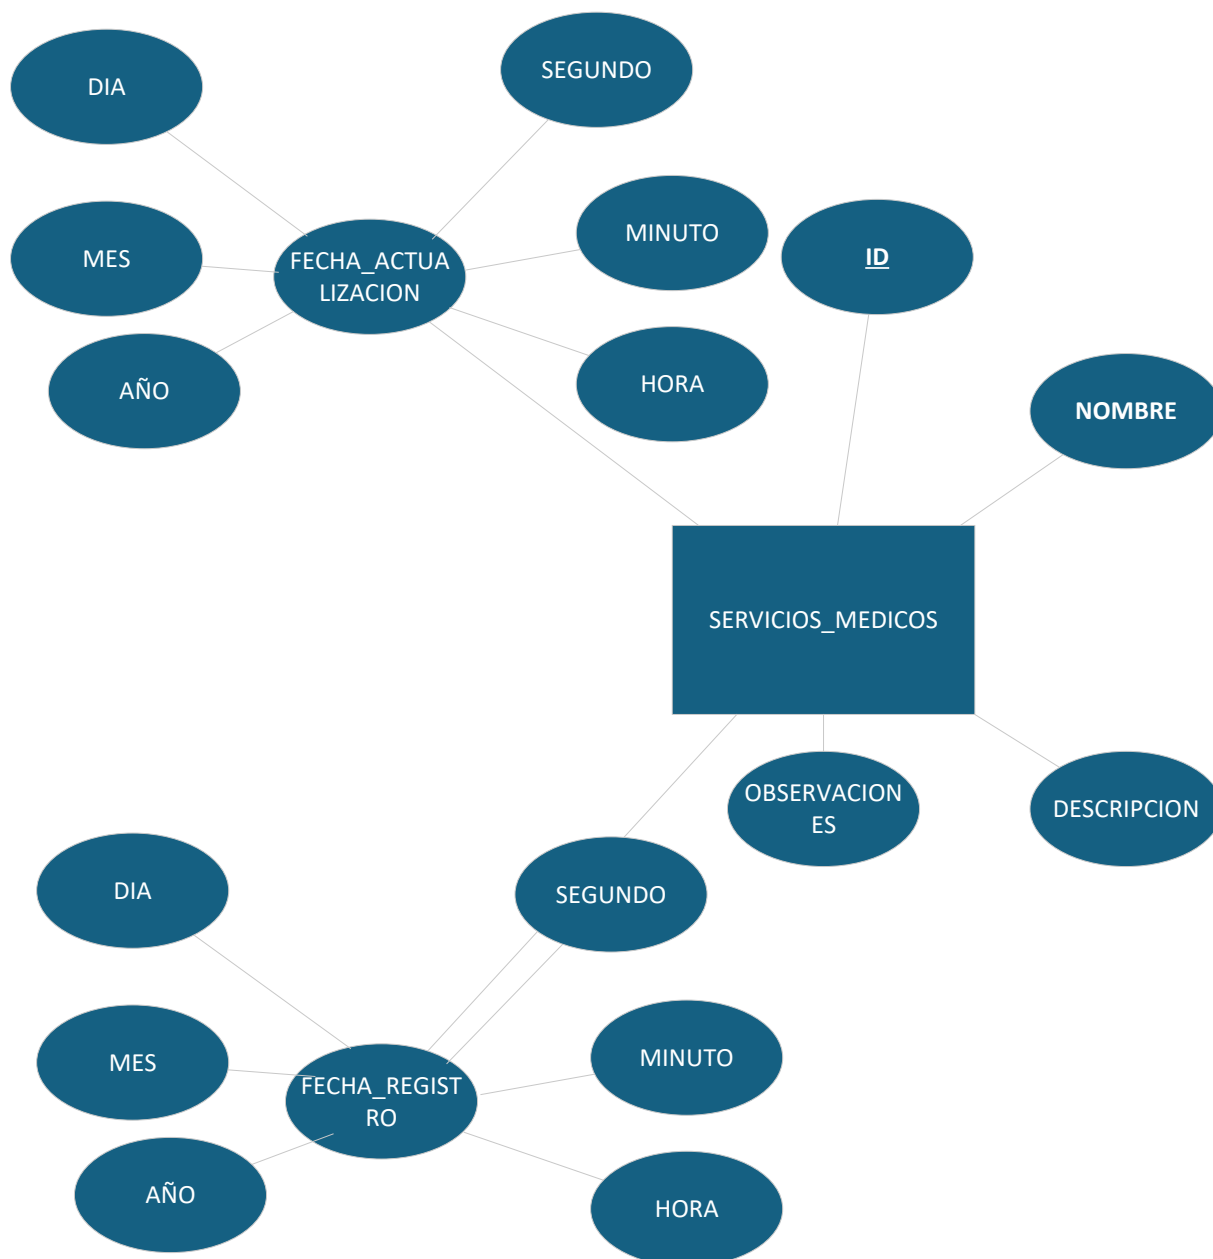 DIA
SEGUNDO
MES
FECHA_ACTUA
LIZACION
MINUTO
ID
AÑO
HORA
NOMBRE
SERVICIOS_MEDICOS
OBSERVACION
ES
DESCRIPCION
DIA
SEGUNDO
MES
FECHA_REGIST
RO
MINUTO
AÑO
HORA